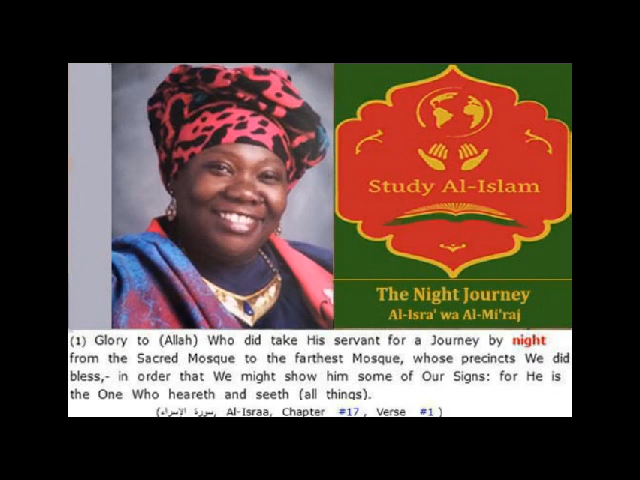 Study Al-Islam
The Night Journey
Al-Isra' wa Al-Mi'raj
(1) Glory to (Allah) Who did take His servant for a Journey by night
from the Sacred Mosque to the farthest Mosque, whose precincts We did
bless,- in order that We might show him some of Our Signs: for He is
the One Who heareth and seeth (all things).
(سورة الاسراء, Al-Israa, Chapter #17, Verse #1)